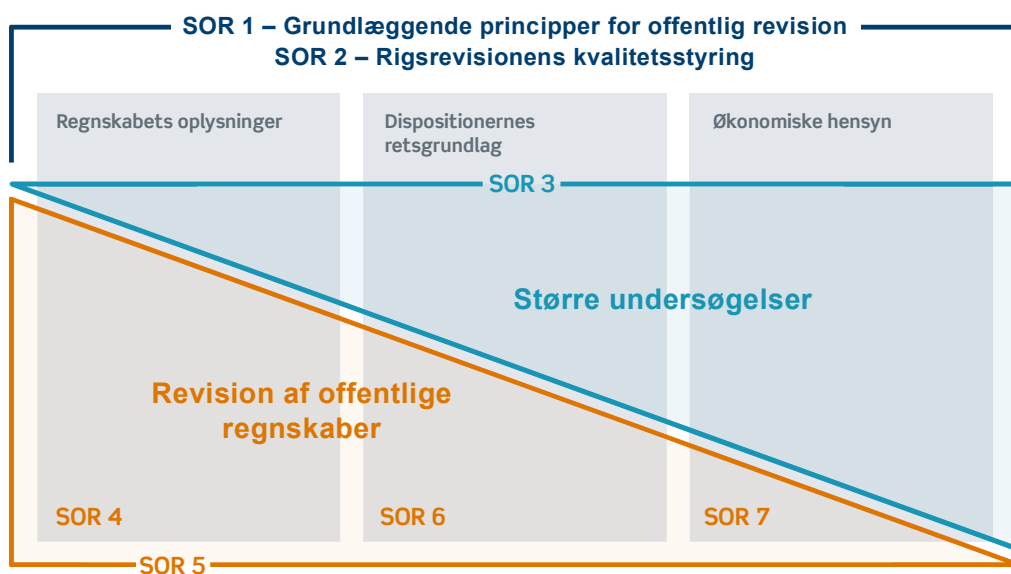 SOR 1 – Grundlæggende principper for offentlig revision
SOR 2 – Rigsrevisionens kvalitetsstyring
Regnskabets oplysninger
Dispositionernes
retsgrundlag
Økonomiske hensyn
SOR 3
Større undersøgelser
Revision af offentlige
regnskaber
SOR 4
SOR 6
SOR 7
SOR 5